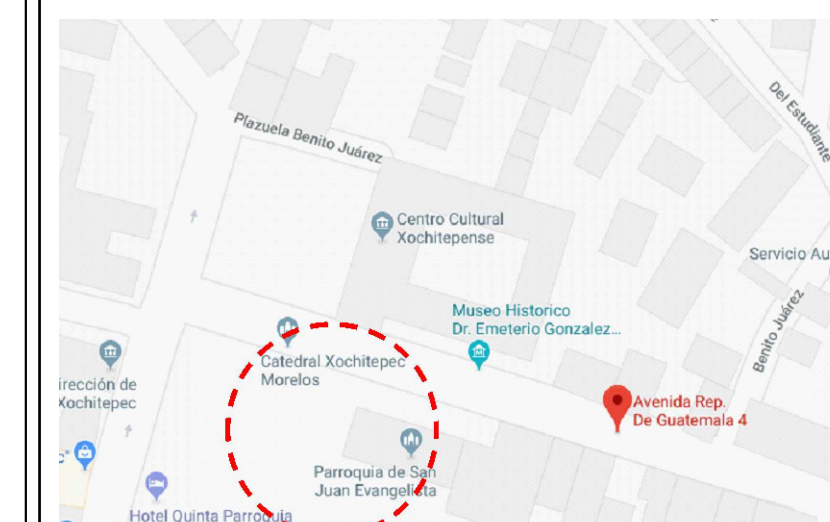 Del Estudiante
Plazuela Benito Juárez
Centro Cultural
Xochitepense
Servicio Au
Museo Historico
Dr. Emeterio Gonzalez...
Benito Juárez
Catedral Xochitepec
Morelos
irección de
Xochitepec
Avenida Rep.
De Guatemala 4
Parroquia de San
Juan Evangelista
Hotel Quinta Parroquia